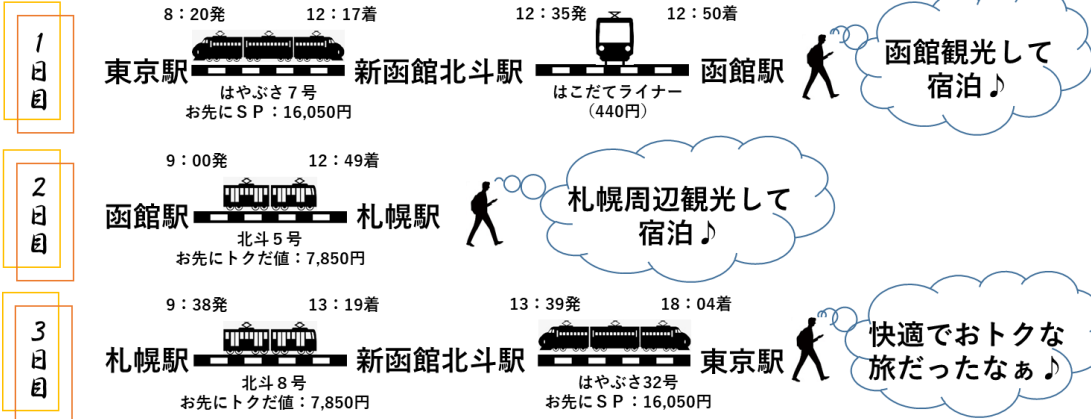 1日目
8：20発
12：17着
12：35発
12：50着
東京駅
新函館北斗駅
函館駅
はやぶさ７号
お先にＳＰ：16,050円
はこだてライナー
（440円）
函館観光して
宿泊♪
2日目
9：00発
12：49着
函館駅
札幌駅
北斗５号
お先にトクだ値：7,850円
札幌周辺観光して
宿泊♪
3日目
9：38発
13：19着
13：39発
18：04着
札幌駅
新函館北斗駅
東京駅
北斗８号
お先にトクだ値：7,850円
はやぶさ32号
お先にＳＰ：16,050円
快適でおトクな
旅だったなぁ♪